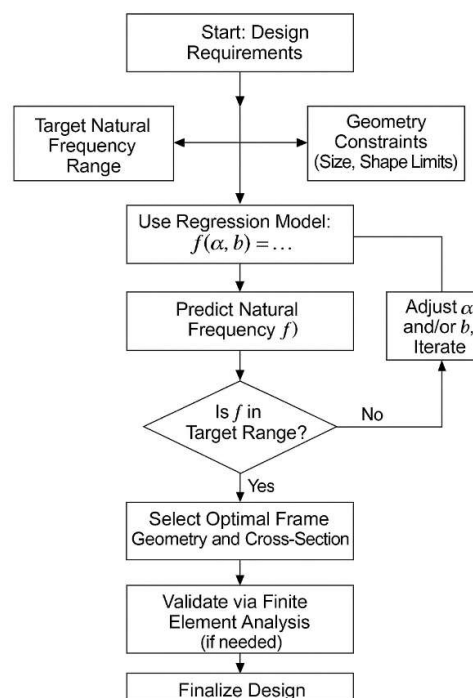 Start: Design
Requirements
Target Natural
Frequency
Range
Geometry
Constraints
(Size, Shape Limits)
Use Regression Model:
f(α, b) = …
Predict Natural
Frequency f)
Adjust α
and/or b,
Iterate
Is f in
Target Range?
No
Yes
Select Optimal Frame
Geometry and Cross-Section
Validate via Finite
Element Analysis
(if needed)
Finalize Design